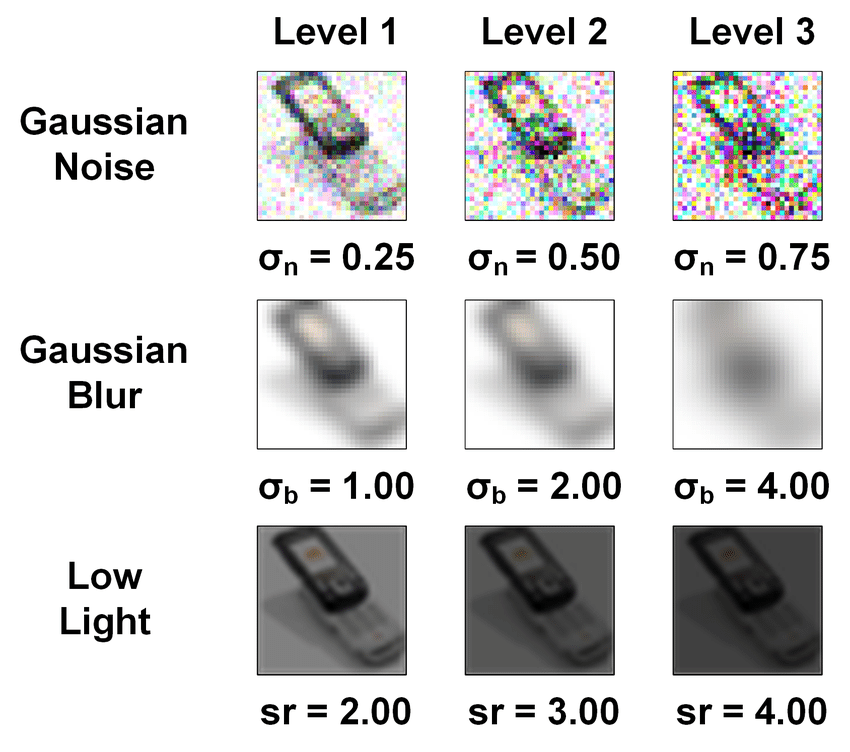 Level 1 Level 2 Level 3
Gaussian
Noise
σn = 0.25 σn = 0.50 σn = 0.75
Gaussian
Blur
σb = 1.00 σb = 2.00 σb = 4.00
Low
Light
sr = 2.00 sr = 3.00 sr = 4.00